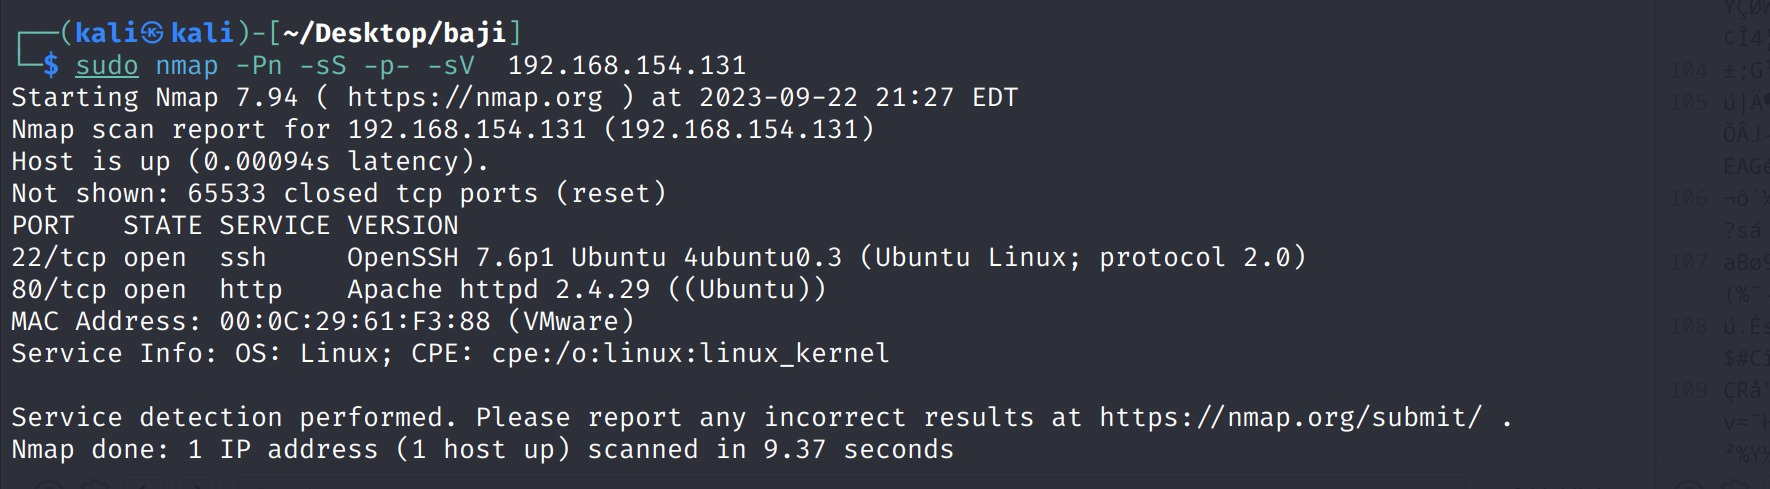 ┌──(kali㉿kali)-[~/Desktop/baji]
└─$ sudo nmap -Pn -sS -p- -sV  192.168.154.131
Starting Nmap 7.94 ( https://nmap.org ) at 2023-09-22 21:27 EDT
Nmap scan report for 192.168.154.131 (192.168.154.131)
Host is up (0.00094s latency).
Not shown: 65533 closed tcp ports (reset)
PORT   STATE SERVICE VERSION
22/tcp open  ssh     OpenSSH 7.6p1 Ubuntu 4ubuntu0.3 (Ubuntu Linux; protocol 2.0)
80/tcp open  http    Apache httpd 2.4.29 ((Ubuntu))
MAC Address: 00:0C:29:61:F3:88 (VMware)
Service Info: OS: Linux; CPE: cpe:/o:linux:linux_kernel
Service detection performed. Please report any incorrect results at https://nmap.org/submit/ .
Nmap done: 1 IP address (1 host up) scanned in 9.37 seconds
104
105
106
107
108
109